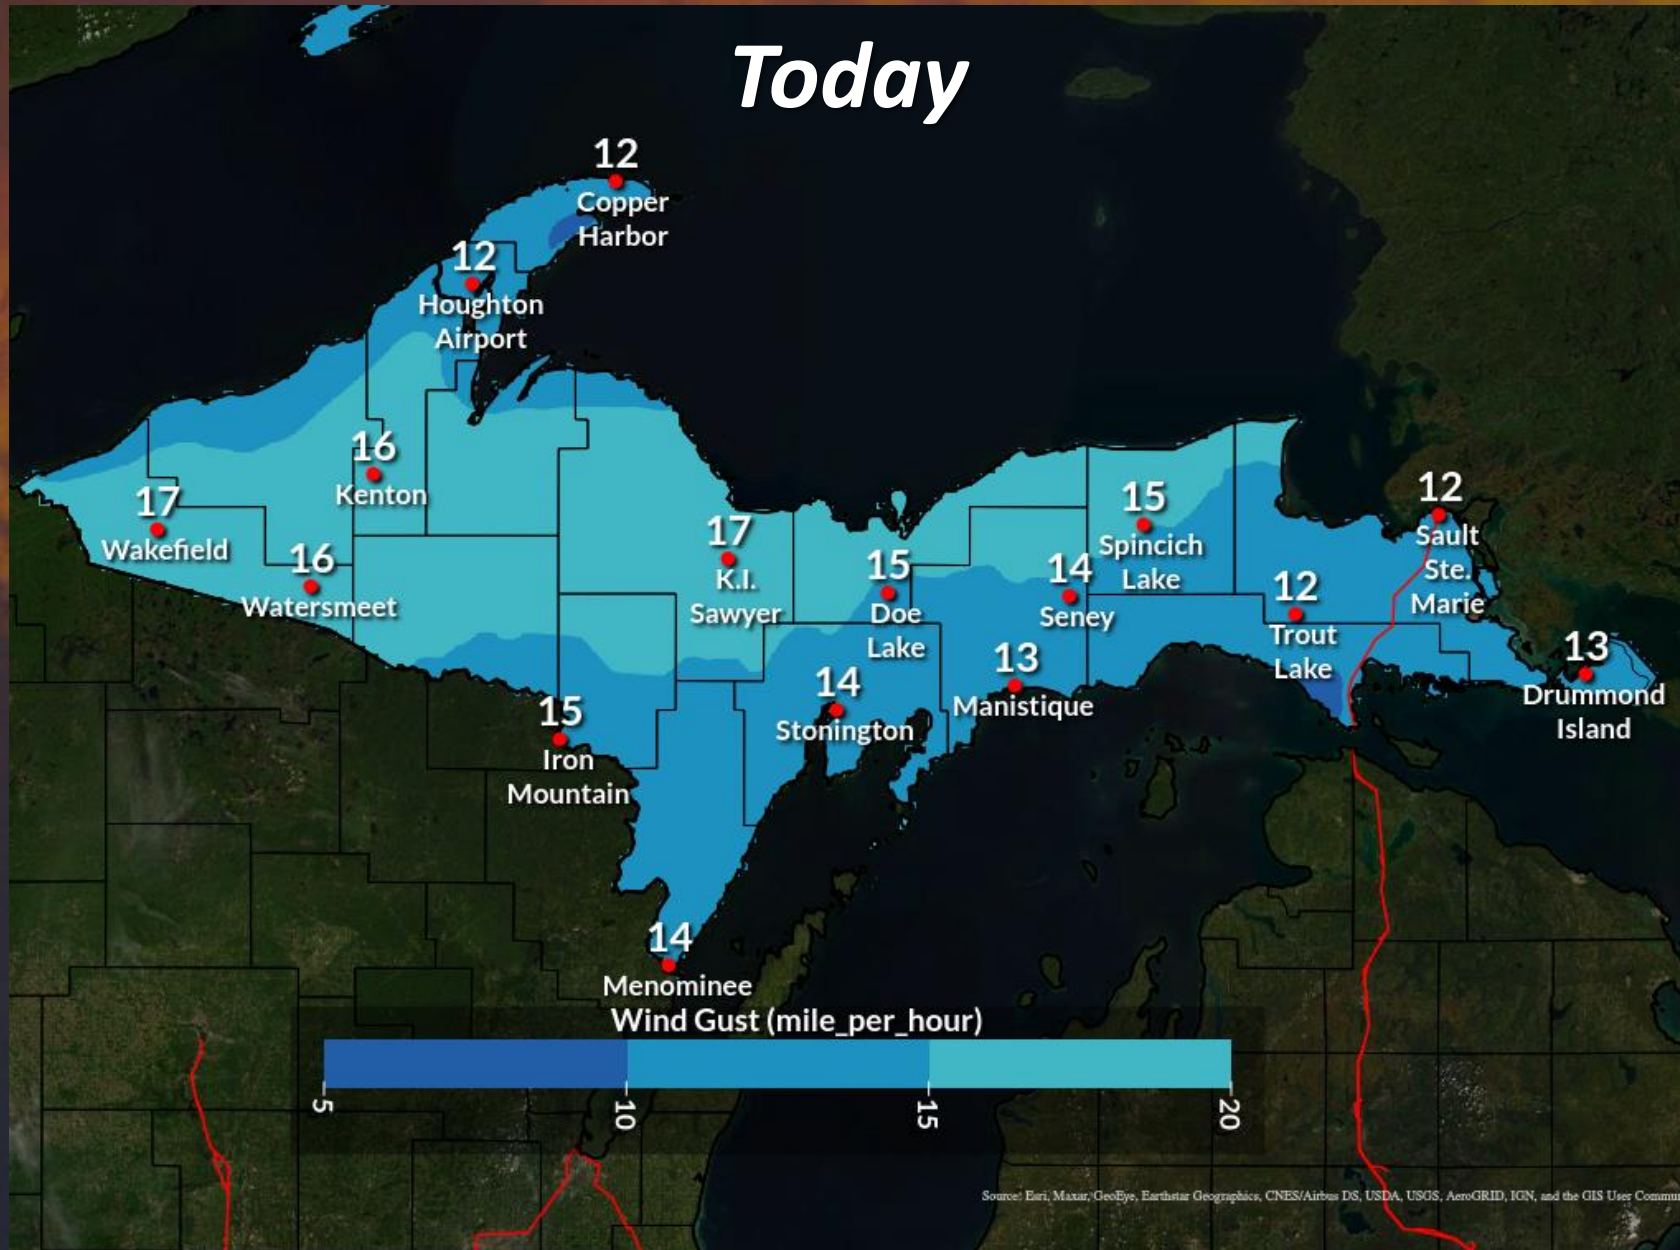 Today
12
Copper
Harbor
12
Houghton
Airport
16
Kenton
17
Wakefield
16
Watersmeet
17
K.I.
Sawyer
15
Doe
Lake
14
Seney
15
Spincich
Lake
12
Sault
Ste.
Marie
12
Trout
Lake
13
Drummond
Island
13
Manistique
14
Stonington
15
Iron
Mountain
14
Menominee
Wind Gust (mile_per_hour)
5
10
15
20
Source: Esri, Maxar, GeoEye, Earthstar Geographics, CNES/Airbus DS, USDA, USGS, AeroGRID, IGN, and the GIS User Commu